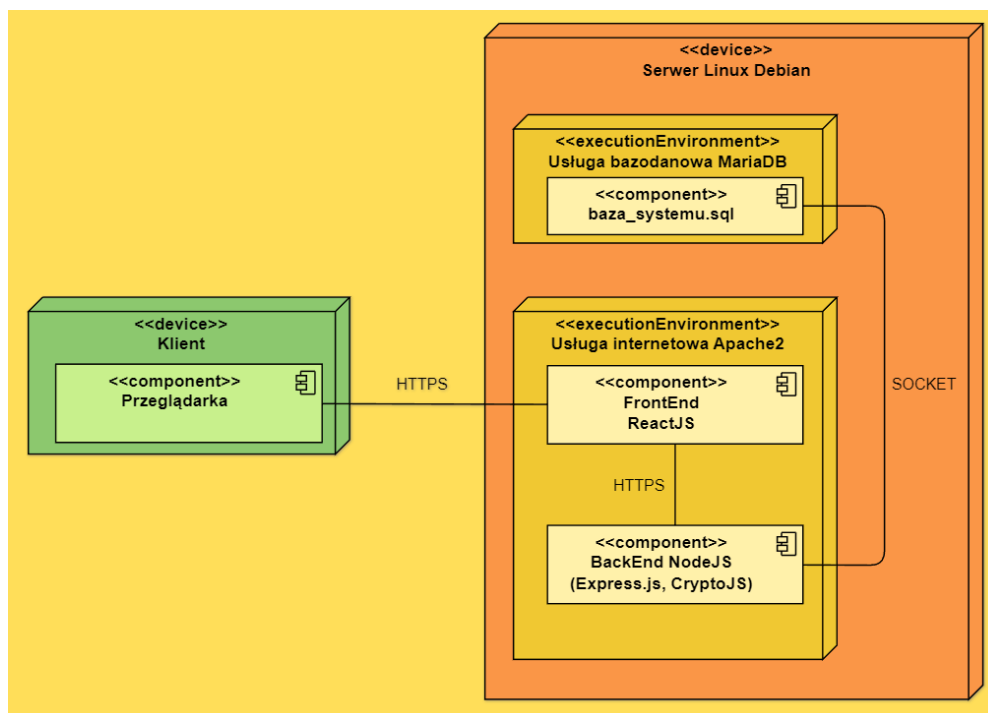 <<device>>
Serwer Linux Debian
<<executionEnvironment>>
Usługa bazodanowa MariaDB
<<component>>
baza_systemu.sql
<<device>>
Klient
<<component>>
Przeglądarka
HTTPS
<<executionEnvironment>>
Usługa internetowa Apache2
<<component>>
FrontEnd
ReactJS
SOCKET
HTTPS
<<component>>
BackEnd NodeJS
(Express.js, CryptoJS)